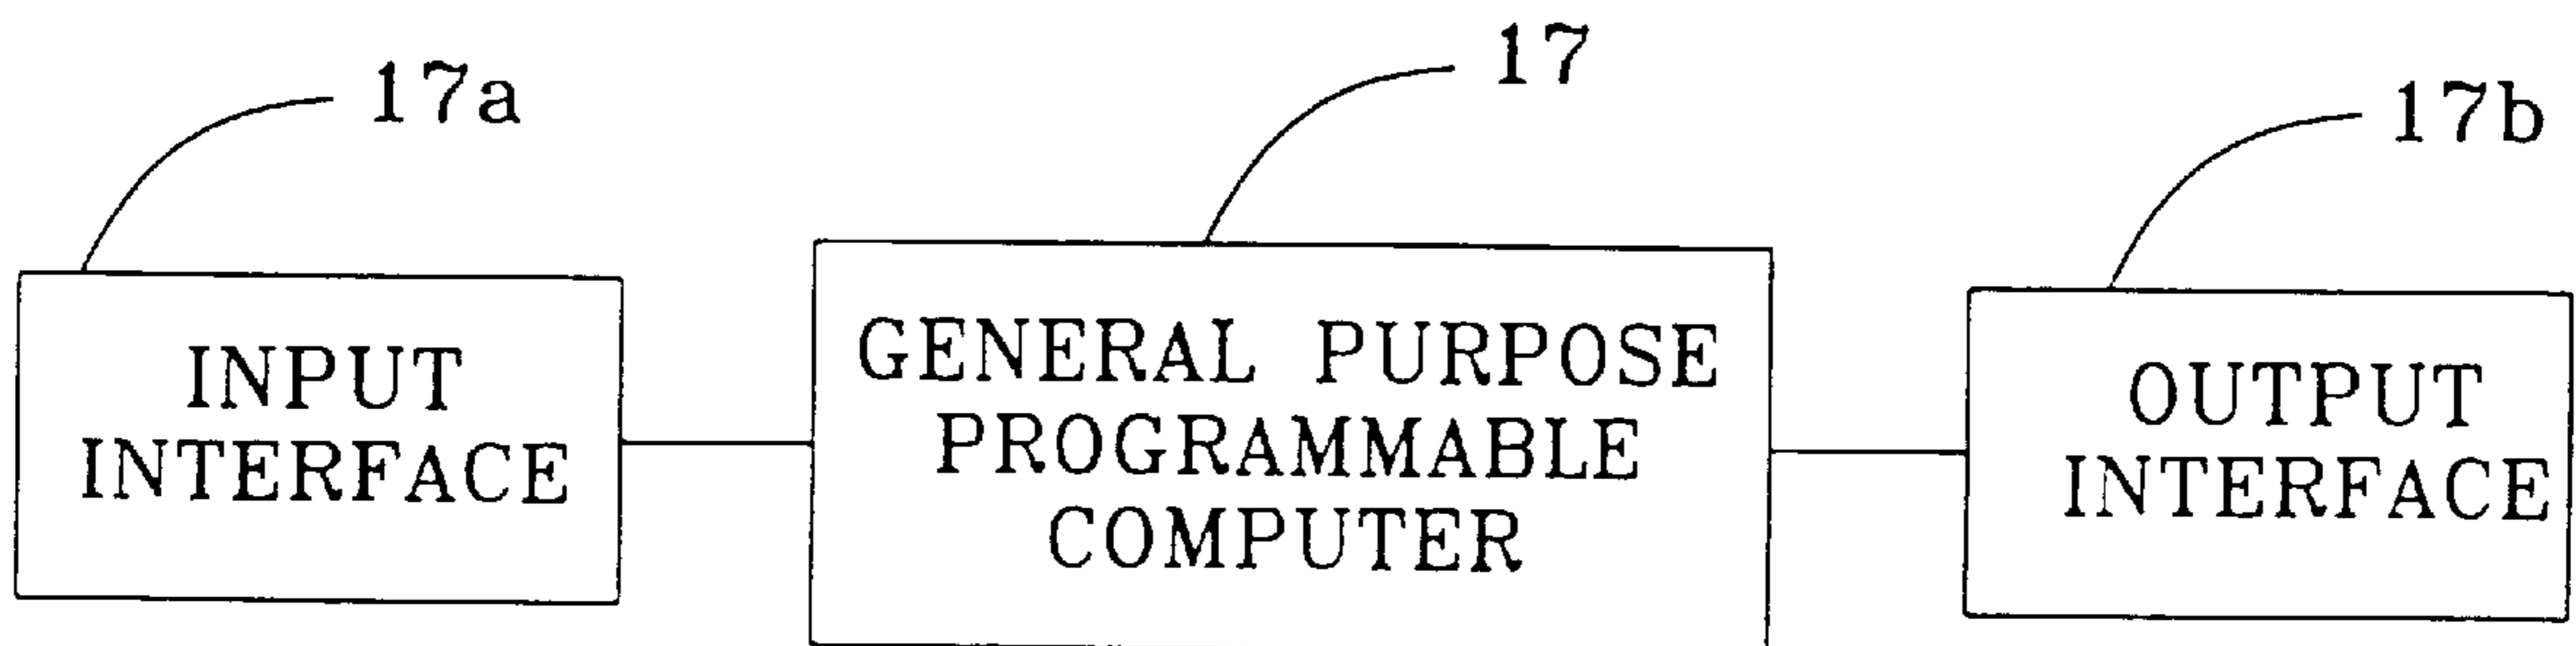 17a
17
17b
INPUT
INTERFACE
GENERAL PURPOSE
PROGRAMMABLE
COMPUTER
OUTPUT
INTERFACE